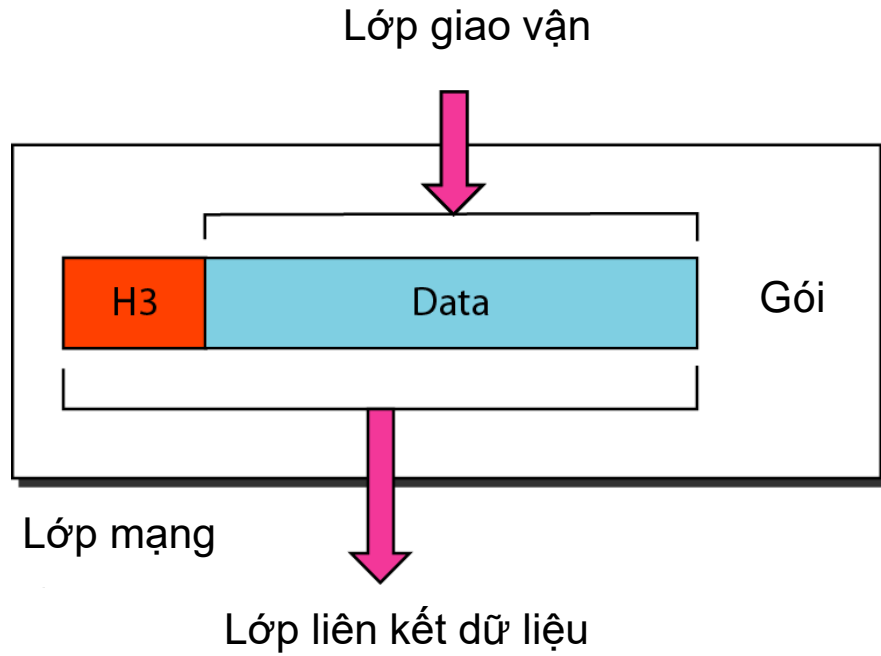 Lớp giao vận
H3
Data
Gói
Lớp mạng
Lớp liên kết dữ liệu